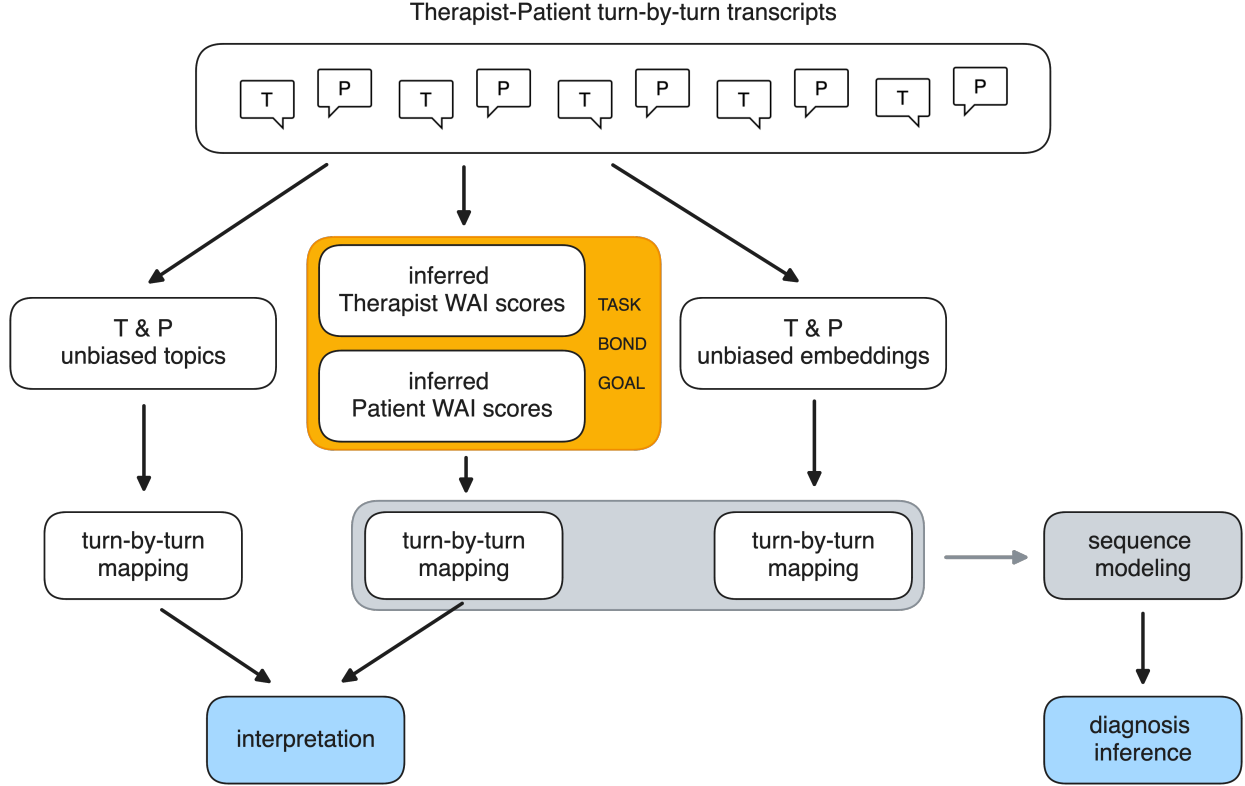 Therapist-Patient turn-by-turn transcripts
T P T P T P T P T P
inferred
Therapist WAI scores
inferred
Patient WAI scores
TASK
BOND
GOAL
T & P
unbiased topics
T & P
unbiased embeddings
turn-by-turn
mapping
turn-by-turn
mapping
turn-by-turn
mapping
sequence
modeling
interpretation
diagnosis
inference